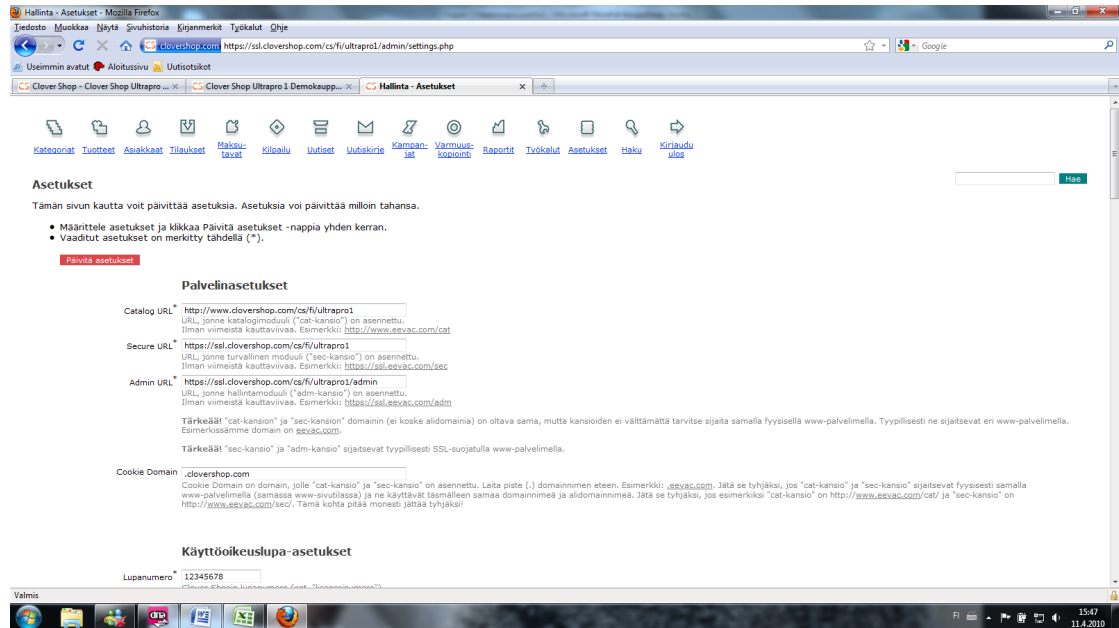 Hallinta - Asetukset - Mozilla Firefox
Tiedosto Muokkaa Näytä Sivuhistoria Kirjanmerkit Työkalut Ohje
clovershop.com https://ssl.clovershop.com/cs/fi/ultrapro1/admin/settings.php
Google
Useimmin avatut Aloitussivu Uutisotsikot
CS Clover Shop - Clover Shop Ultrapro ... CS Clover Shop Ultrapro 1 Demokaupp... CS Hallinta - Asetukset
Kategoriat Tuotteet Asiakkaat Tilaukset Maksu-tavat Kilpailu Uutiset Uutiskirje Kampan-jat Varmuus-kopiointi Raportit Työkalut Asetukset Haku Kirjaudu ulos
Asetukset
Hae
Tämän sivun kautta voit päivittää asetuksia. Asetuksia voi päivittää milloin tahansa.
• Määrittele asetukset ja klikkaa Päivitä asetukset -nappia yhden kerran.
• Vaaditut asetukset on merkitty tähdellä (*).
Päivitä asetukset
Palvelinasetukset
Catalog URL* http://www.clovershop.com/cs/fi/ultrapro1
URL, jonne katalogimoduuli ("cat-kansio") on asennettu.
Ilman viimeistä kauttaviivaa. Esimerkki: http://www.eevac.com/cat
Secure URL* https://ssl.clovershop.com/cs/fi/ultrapro1
URL, jonne turvallinen moduuli ("sec-kansio") on asennettu.
Ilman viimeistä kauttaviivaa. Esimerkki: https://ssl.eevac.com/sec
Admin URL* https://ssl.clovershop.com/cs/fi/ultrapro1/admin
URL, jonne hallintamoduuli ("adm-kansio") on asennettu.
Ilman viimeistä kauttaviivaa. Esimerkki: https://ssl.eevac.com/adm
Tärkeää! "cat-kansion" ja "sec-kansion" domainin (ei koske alidomainia) on oltava sama, mutta kansioiden ei välttämättä tarvitse sijaita samalla fyysisellä www-palvelimella. Tyypillisesti ne sijaitsevat eri www-palvelimella.
Esimerkissämme domain on eevac.com.
Tärkeää! "sec-kansio" ja "adm-kansio" sijaitsevat tyypillisesti SSL-suojatulla www-palvelimella.
Cookie Domain .clovershop.com
Cookie Domain on domain, jolle "cat-kansio" ja "sec-kansio" on asennettu. Laita piste (.) domainnimen eteen. Esimerkki: .eevac.com. Jätä se tyhjäksi, jos "cat-kansio" ja "sec-kansio" sijaitsevat fyysisesti samalla
www-palvelimella (samassa www-sivutilassa) ja ne käyttävät täsmälleen samaa domainnimeä ja alidomainnimeä. Jätä se tyhjäksi, jos esimerkiksi "cat-kansio" on http://www.eevac.com/cat/ ja "sec-kansio" on
http://www.eevac.com/sec/. Tämä kohta pitää monesti jättää tyhjäksi!
Käyttöoikeuslupa-asetukset
Lupanumero* 12345678
Valmis
FI 15:47
11.4.2010